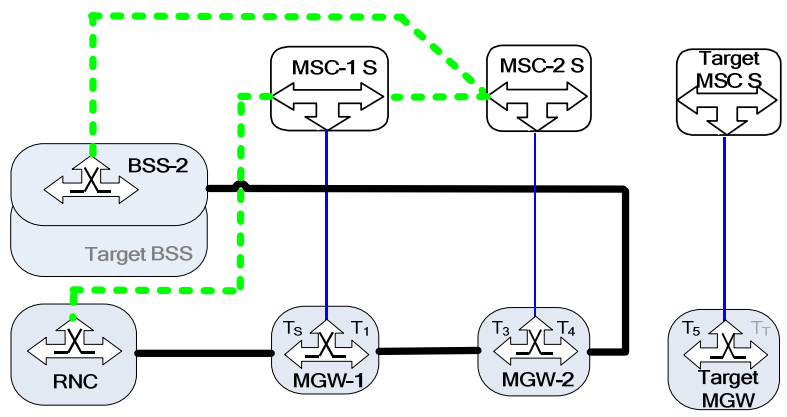 MSC-1 S
MSC-2 S
Target
MSC S
BSS-2
Target BSS
RNC
TS
T1
MGW-1
T3
T4
MGW-2
T5
TT
Target
MGW